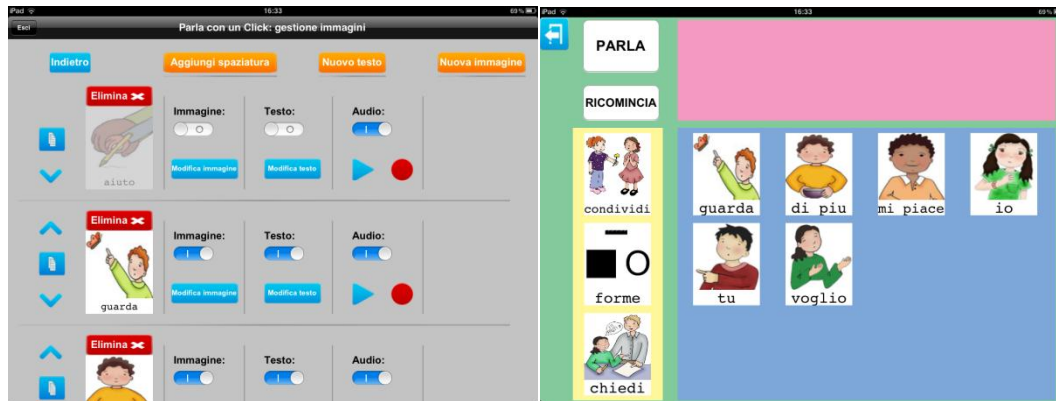 iPad 16:33 69%
Esci Parla con un Click: gestione immagini
Indietro Aggiungi spaziatura Nuovo testo Nuova immagine
Elimina
Immagine: Testo: Audio:
Modifica immagine Modifica testo
aiuto
Elimina
Immagine: Testo: Audio:
Modifica immagine Modifica testo
guarda
Elimina
Immagine: Testo: Audio:
iPad 16:33 69%
PARLA
RICOMINCIA
condividi guarda di piu mi piace io
forme tu voglio
chiedi